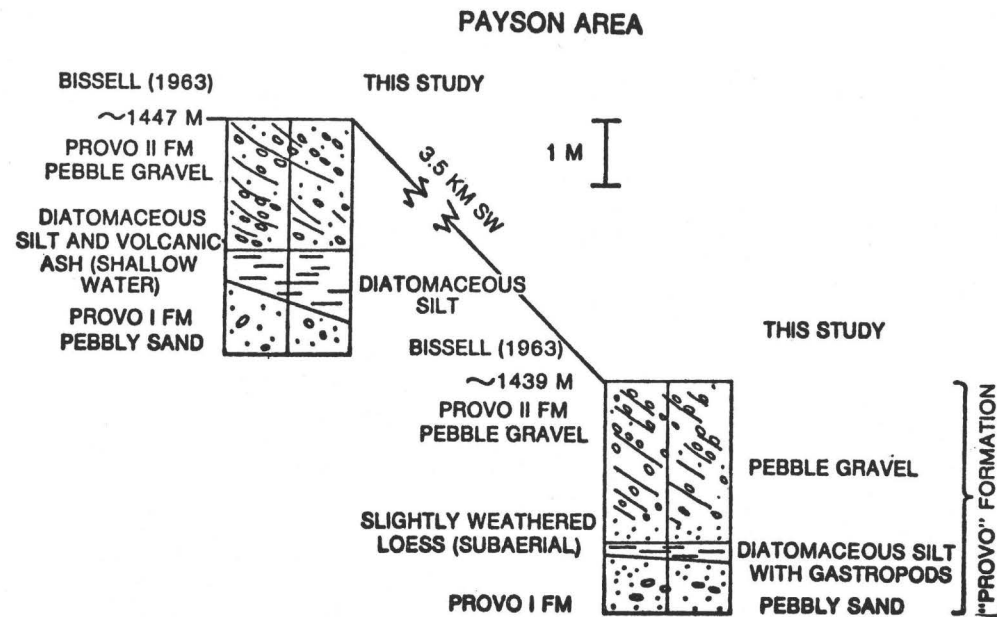 PAYSON AREA
BISSELL (1963)
THIS STUDY
~1447 M
PROVO II FM
PEBBLE GRAVEL
1 M
3.5 KM SW
DIATOMACEOUS
SILT AND VOLCANIC
ASH (SHALLOW
WATER)
DIATOMACEOUS
SILT
PROVO I FM
PEBBLY SAND
THIS STUDY
BISSELL (1963)
~1439 M
PROVO II FM
PEBBLE GRAVEL
PEBBLE GRAVEL
SLIGHTLY WEATHERED
LOESS (SUBAERIAL)
DIATOMACEOUS SILT
WITH GASTROPODS
PROVO I FM
PEBBLY SAND
"PROVO" FORMATION